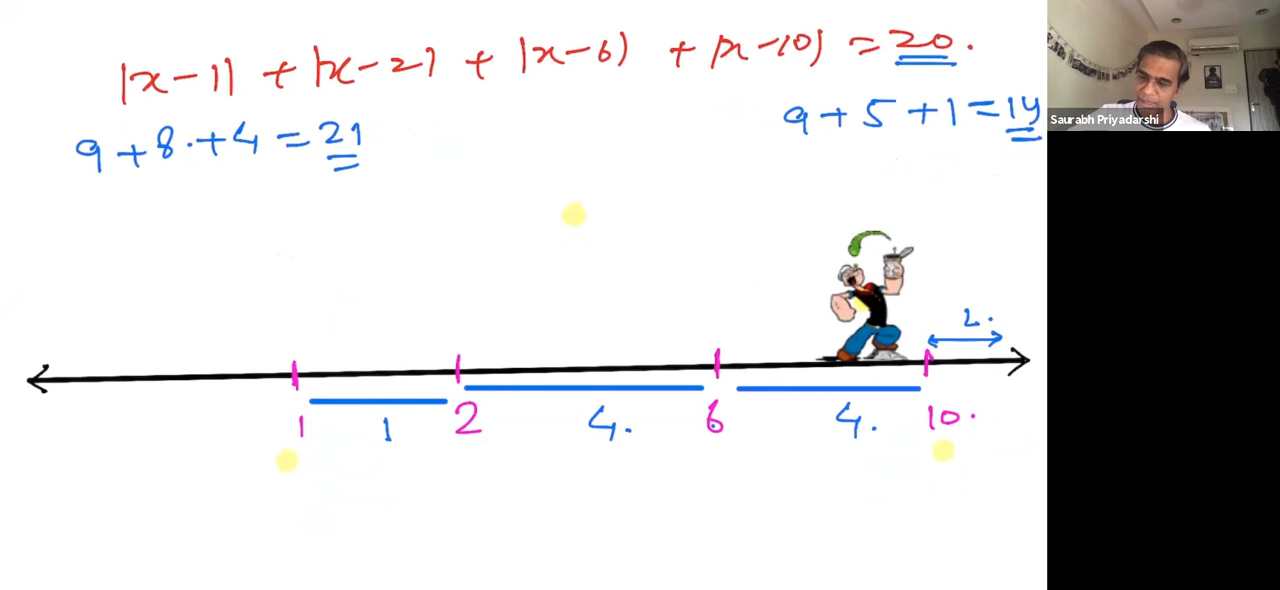 |x-1| + |x-2| + |x-6| + |x-10| = 20.
9 + 8 + 4 = 21
9 + 5 + 1 = 14
Saurabh Priyadarshi
2.
1 2 6 10.
1 4. 4.